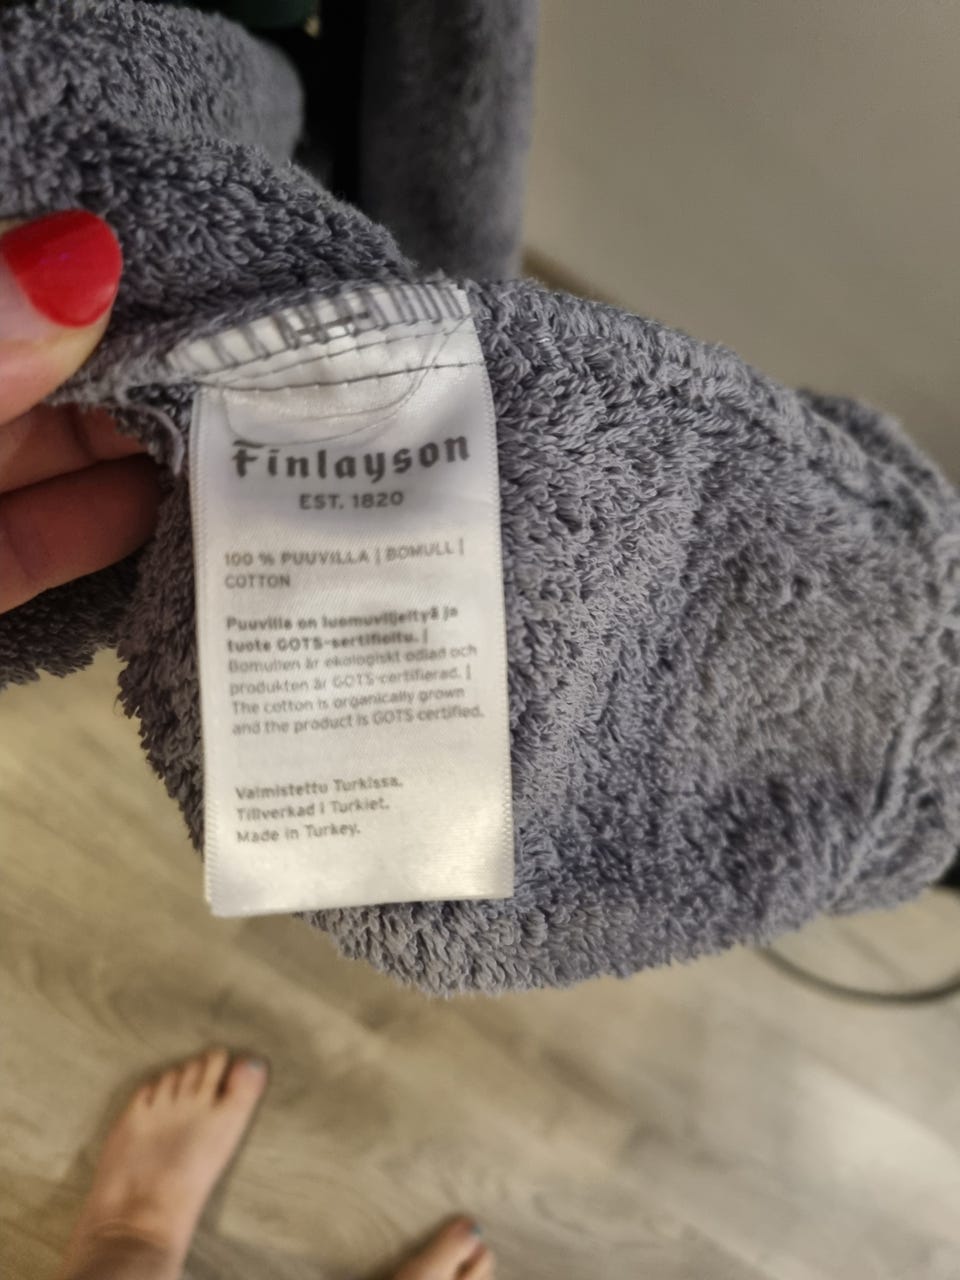 Finlayson
EST. 1820
100 % PUUVILLA | BOMULL |
COTTON
Puuvilla on luomuviljeltyä ja
tuote GOTS-sertifioitu. |
Bomullen är ekologiskt odlad och
produkten är GOTS-certifierad. |
The cotton is organically grown
and the product is GOTS certified.
Valmistettu Turkissa.
Tillverkad i Turkiet.
Made in Turkey.